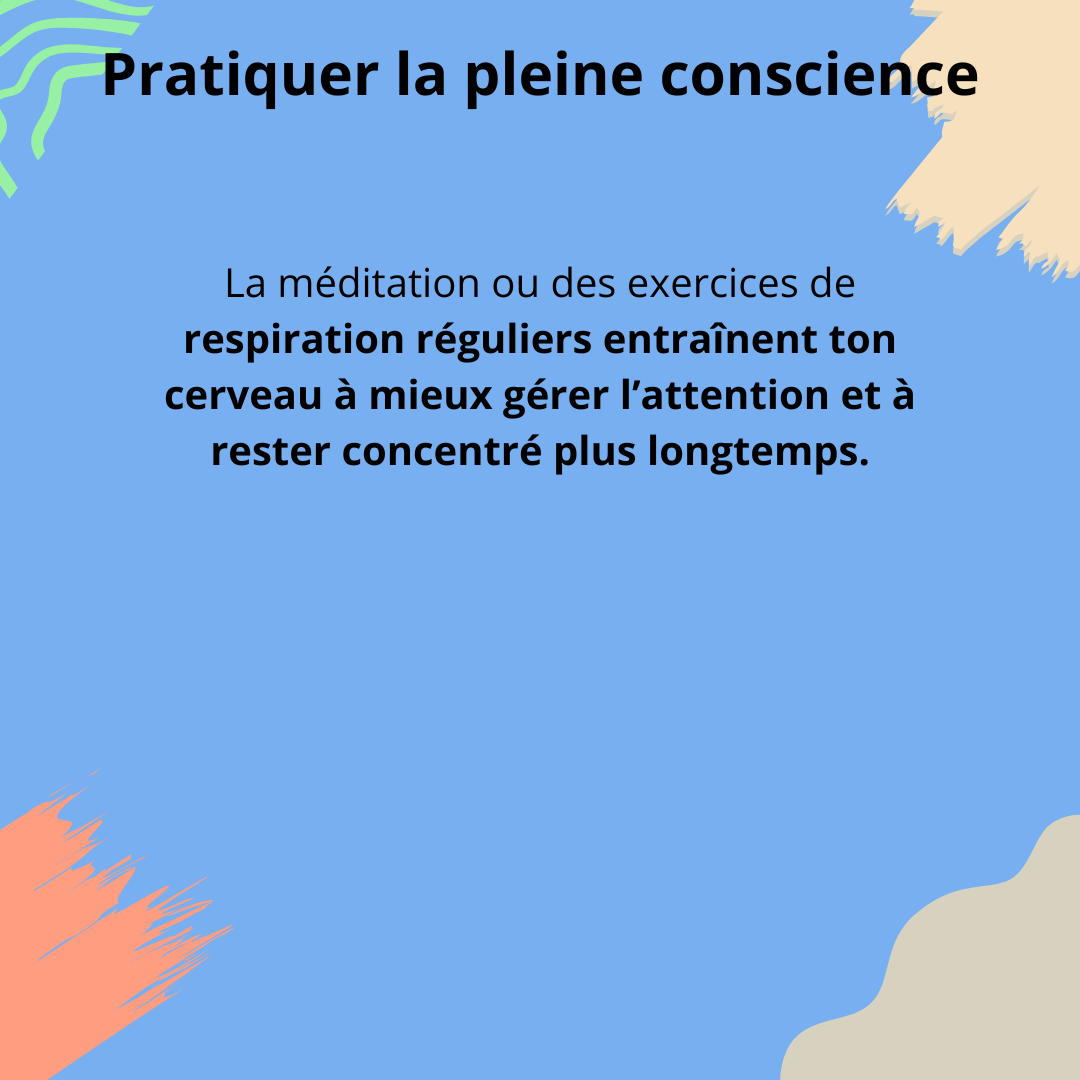 Pratiquer la pleine conscience
La méditation ou des exercices de
respiration réguliers entraînent ton
cerveau à mieux gérer l’attention et à
rester concentré plus longtemps.